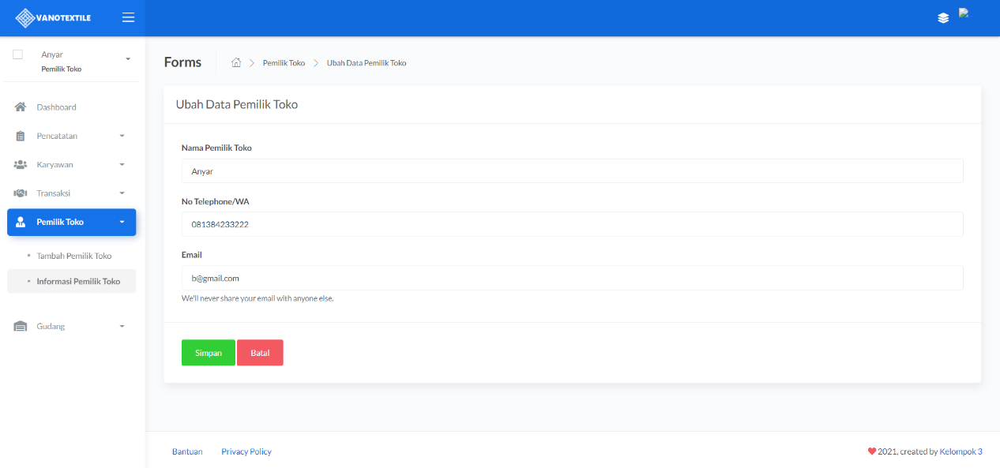 VANOTEXTILE
Anyar
Pemilik Toko
Dashboard
Pencatatan
Karyawan
Transaksi
Pemilik Toko
Tambah Pemilik Toko
Informasi Pemilik Toko
Gudang
Forms
Pemilik Toko
Ubah Data Pemilik Toko
Ubah Data Pemilik Toko
Nama Pemilik Toko
Anyar
No Telephone/WA
081384233222
Email
b@gmail.com
We'll never share your email with anyone else.
Simpan Batal
Bantuan Privacy Policy
2021, created by Kelompok 3